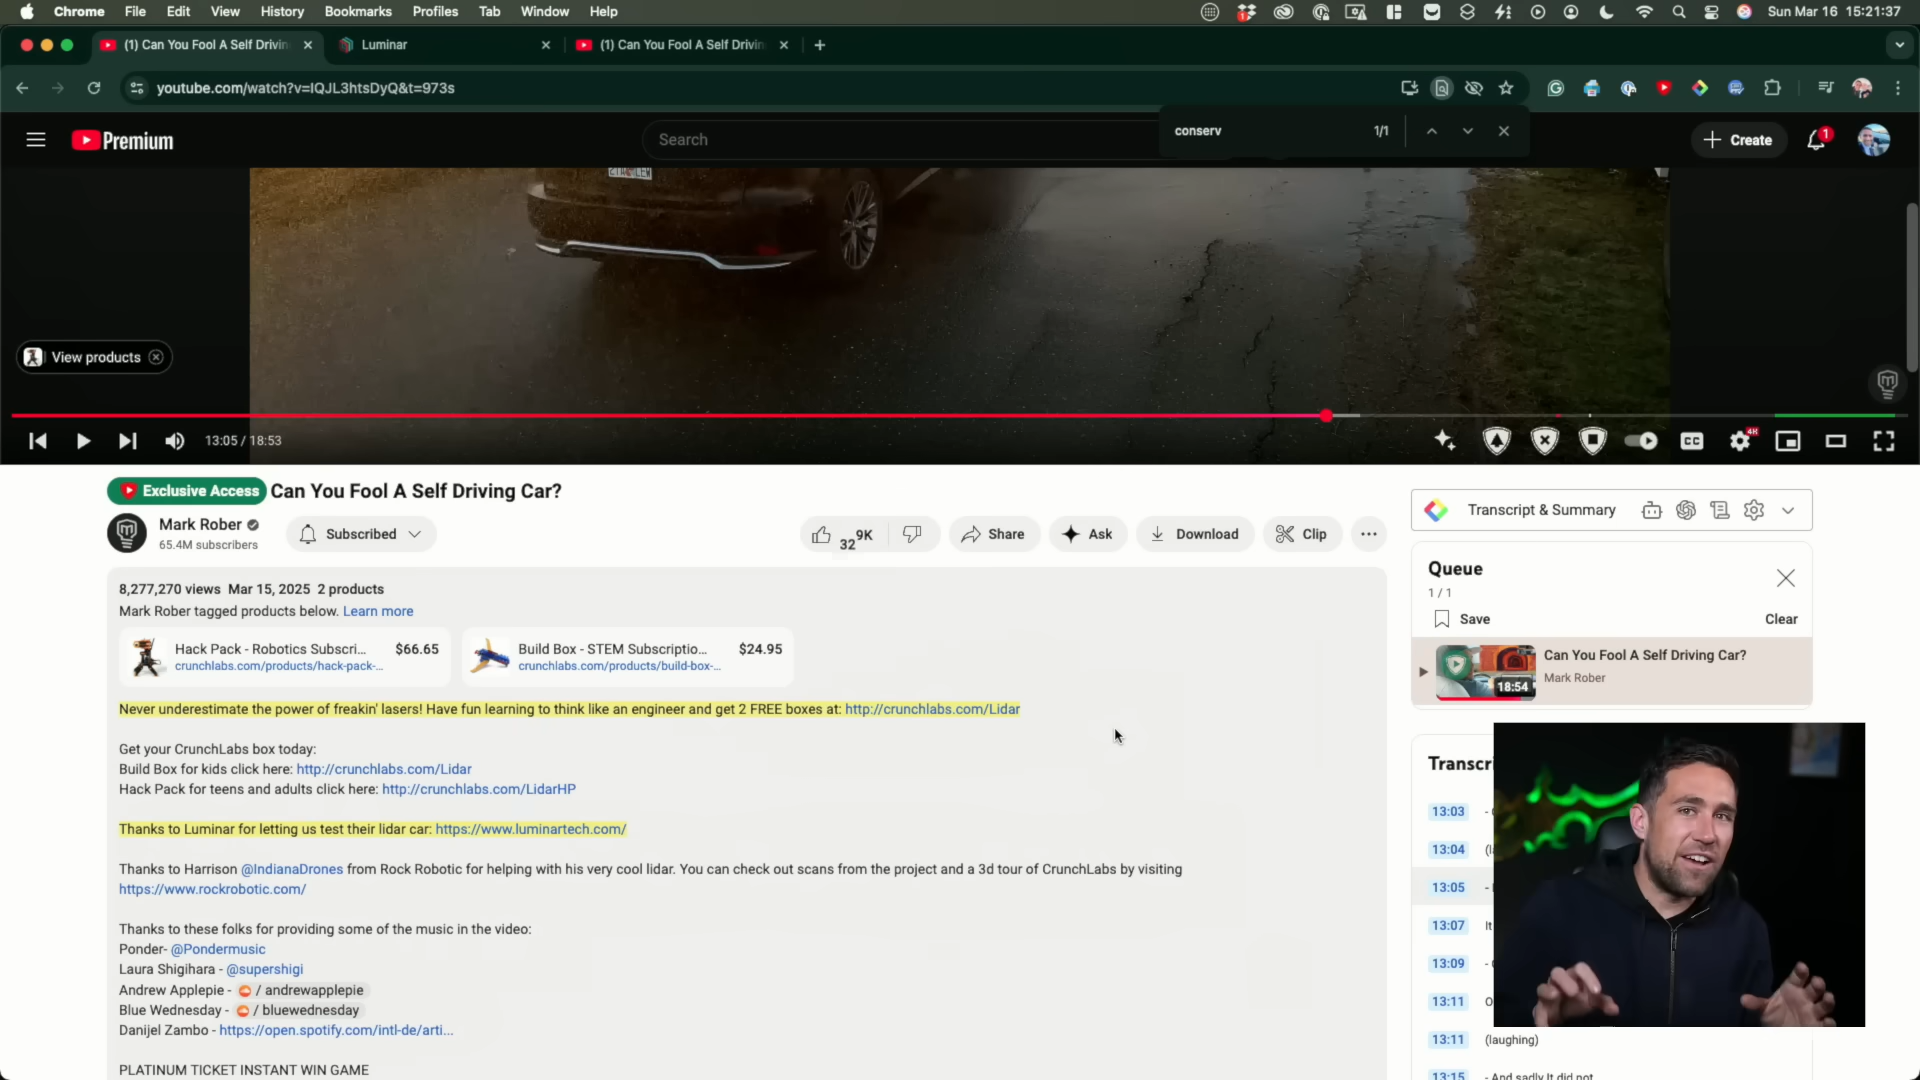 Chrome File Edit View History Bookmarks Profiles Tab Window Help
Sun Mar 16 15:21:37
(1) Can You Fool A Self Drivin
Luminar
(1) Can You Fool A Self Drivin
youtube.com/watch?v=IQJL3htsDyQ&t=973s
conserv 1/1
Premium
Search
Create
1
View products
13:05 / 18:53
CC
4K
Exclusive Access Can You Fool A Self Driving Car?
Mark Rober
65.4M subscribers
Subscribed
329K
Share
Ask
Download
Clip
8,277,270 views Mar 15, 2025 2 products
Mark Rober tagged products below. Learn more
Hack Pack - Robotics Subscri... $66.65
crunchlabs.com/products/hack-pack-...
Build Box - STEM Subscriptio... $24.95
crunchlabs.com/products/build-box-...
Never underestimate the power of freakin' lasers! Have fun learning to think like an engineer and get 2 FREE boxes at: http://crunchlabs.com/Lidar
Get your CrunchLabs box today:
Build Box for kids click here: http://crunchlabs.com/Lidar
Hack Pack for teens and adults click here: http://crunchlabs.com/LidarHP
Thanks to Luminar for letting us test their lidar car: https://www.luminartech.com/
Thanks to Harrison @IndianaDrones from Rock Robotic for helping with his very cool lidar. You can check out scans from the project and a 3d tour of CrunchLabs by visiting
https://www.rockrobotic.com/
Thanks to these folks for providing some of the music in the video:
Ponder- @Pondermusic
Laura Shigihara - @supershigi
Andrew Applepie - / andrewapplepie
Blue Wednesday - / bluewednesday
Danijel Zambo - https://open.spotify.com/intl-de/arti...
PLATINUM TICKET INSTANT WIN GAME
Transcript & Summary
Queue
1 / 1
Save
Clear
Can You Fool A Self Driving Car?
Mark Rober
18:54
Transcri
13:03
13:04
13:05
13:07 It
13:09
13:11
13:11 (laughing)
13:15 - And sadly It did not